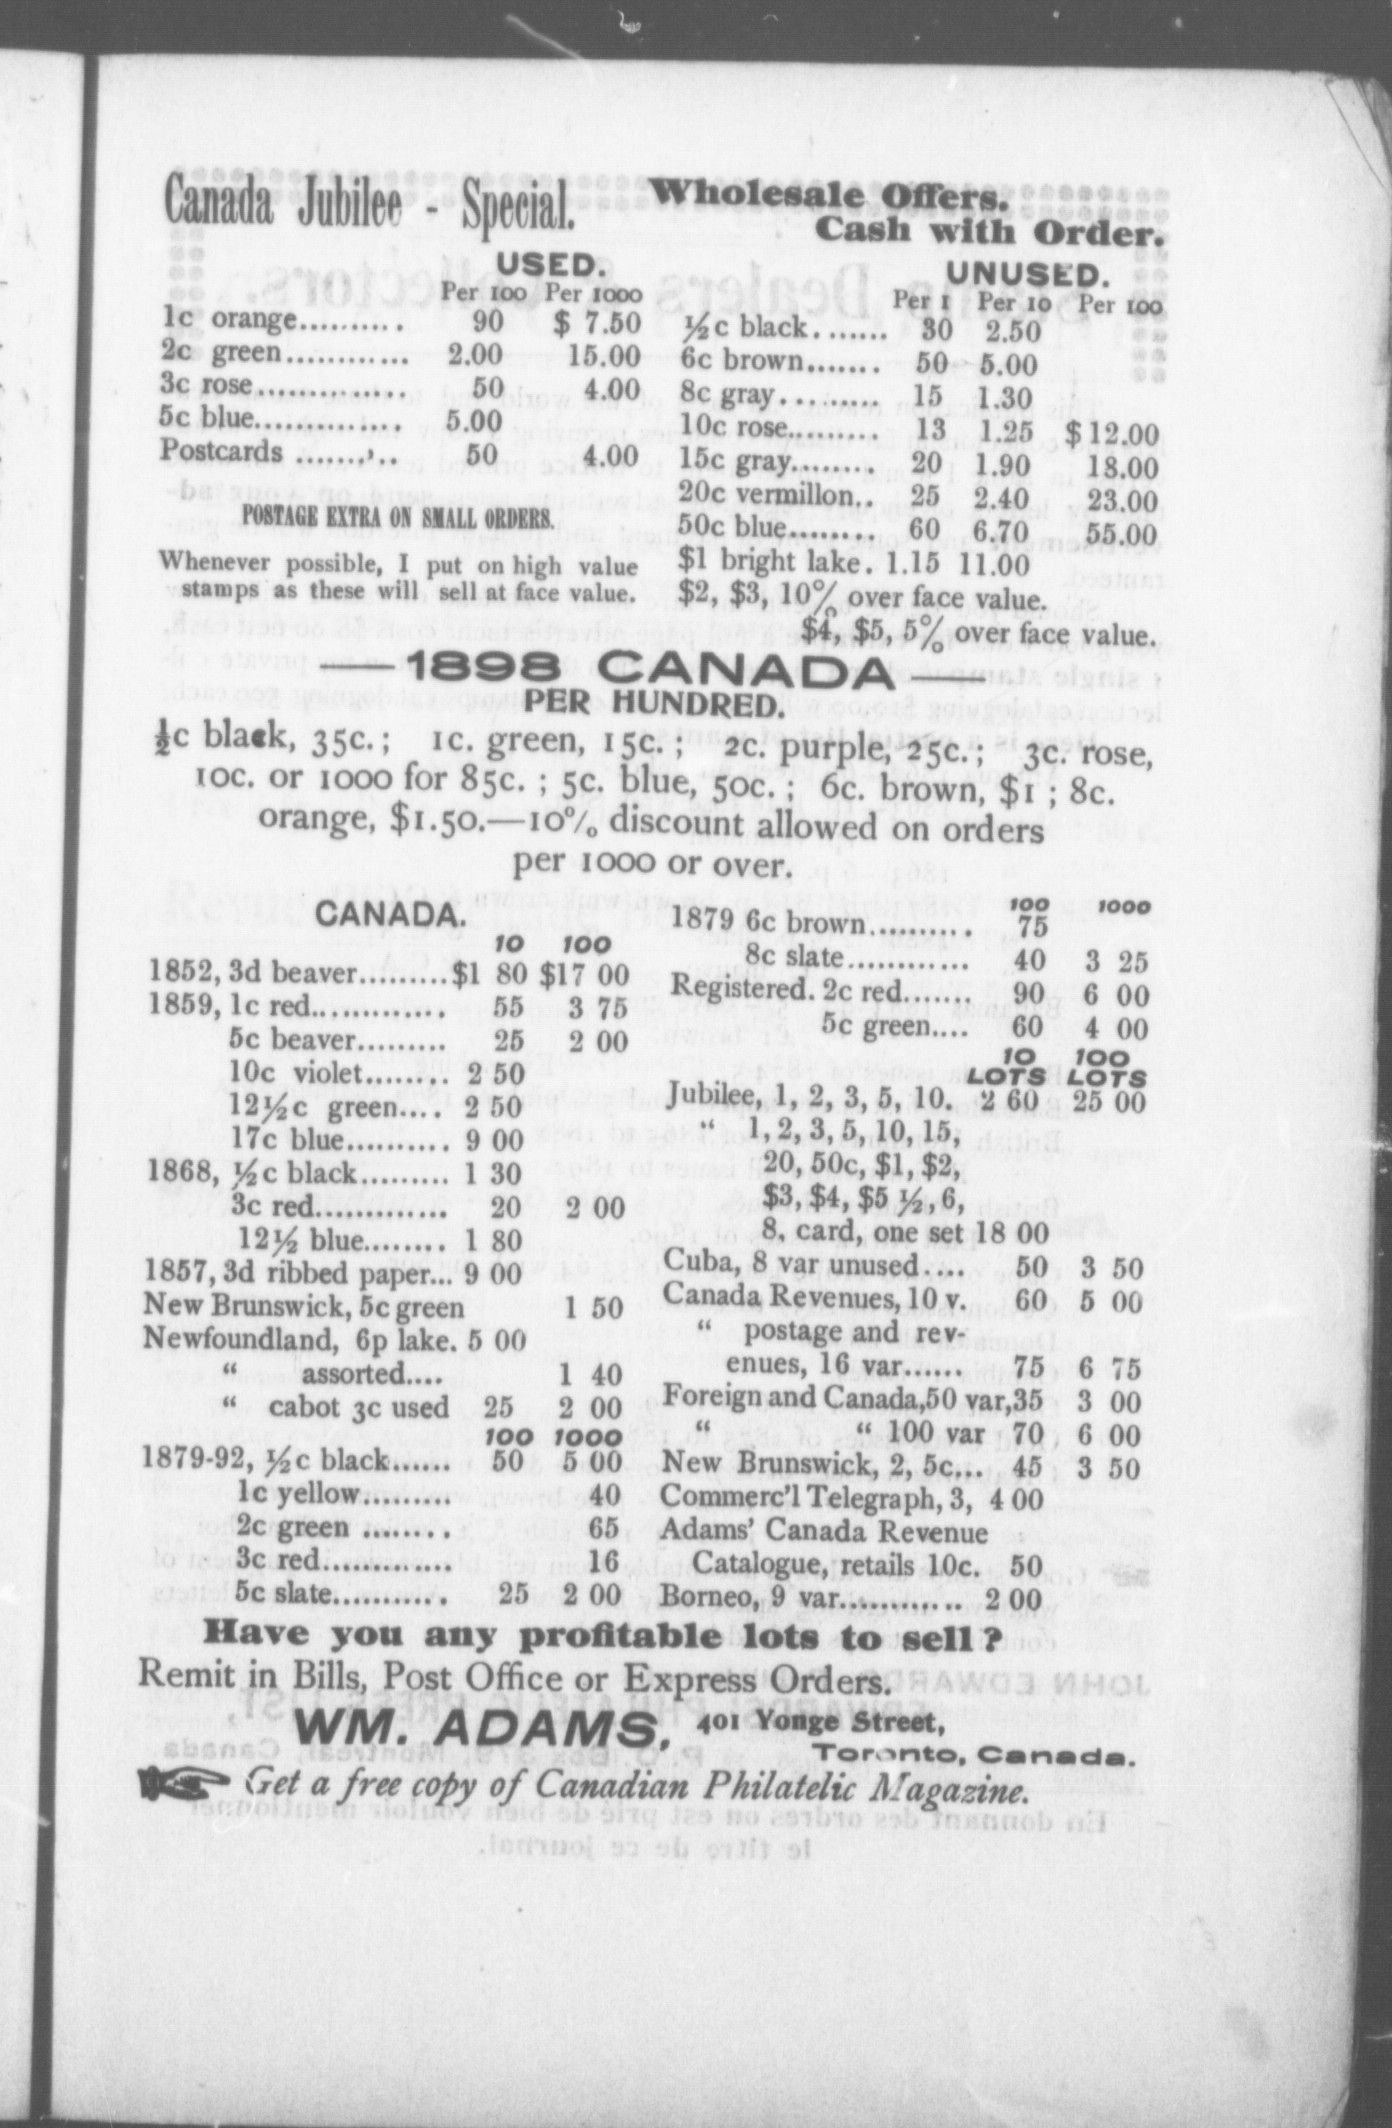 Canada Jubilee - Special.
Wholesale Offers.
Cash with Order.
USED.
Per 100 Per 1000
1c orange.......... 90 $ 7.50
2c green............ 2.00 15.00
3c rose.............. 50 4.00
5c blue.............. 5.00
Postcards .......... 50 4.00
POSTAGE EXTRA ON SMALL ORDERS.
Whenever possible, I put on high value
stamps as these will sell at face value.
UNUSED.
Per 1 Per 10 Per 100
½c black....... 30 2.50
6c brown....... 50 5.00
8c gray......... 15 1.30
10c rose......... 13 1.25 $12.00
15c gray........ 20 1.90 18.00
20c vermillon.. 25 2.40 23.00
50c blue......... 60 6.70 55.00
$1 bright lake. 1.15 11.00
$2, $3, 10% over face value.
$4, $5, 5% over face value.
1898 CANADA
PER HUNDRED.
½c black, 35c.; 1c. green, 15c.; 2c. purple, 25c.; 3c. rose,
10c. or 1000 for 85c. ; 5c. blue, 50c. ; 6c. brown, $1 ; 8c.
orange, $1.50.—10% discount allowed on orders
per 1000 or over.
CANADA.
10 100
1852, 3d beaver.........$1 80 $17 00
1859, 1c red............. 55 3 75
5c beaver......... 25 2 00
10c violet........ 2 50
12½c green.... 2 50
17c blue........... 9 00
1868, ½c black......... 1 30
3c red............. 20 2 00
12½ blue........ 1 80
1857, 3d ribbed paper... 9 00
New Brunswick, 5c green 1 50
Newfoundland, 6p lake. 5 00
“ assorted.... 1 40
“ cabot 3c used 25 2 00
100 1000
1879-92, ½c black...... 50 5 00
1c yellow......... 40
2c green ........ 65
3c red............. 16
5c slate........... 25 2 00
100 1000
1879 6c brown.......... 75
8c slate............ 40 3 25
Registered. 2c red....... 90 6 00
5c green.... 60 4 00
10 100
LOTS LOTS
Jubilee, 1, 2, 3, 5, 10. 2 60 25 00
“ 1, 2, 3, 5, 10, 15,
20, 50c, $1, $2,
$3, $4, $5 ½, 6,
8, card, one set 18 00
Cuba, 8 var unused.... 50 3 50
Canada Revenues, 10 v. 60 5 00
“ postage and rev-
enues, 16 var...... 75 6 75
Foreign and Canada,50 var,35 3 00
“ “ 100 var 70 6 00
New Brunswick, 2, 5c... 45 3 50
Commerc'l Telegraph, 3, 4 00
Adams' Canada Revenue
Catalogue, retails 10c. 50
Borneo, 9 var............ 2 00
Have you any profitable lots to sell?
Remit in Bills, Post Office or Express Orders.
WM. ADAMS, 401 Yonge Street,
Toronto, Canada.
Get a free copy of Canadian Philatelic Magazine.